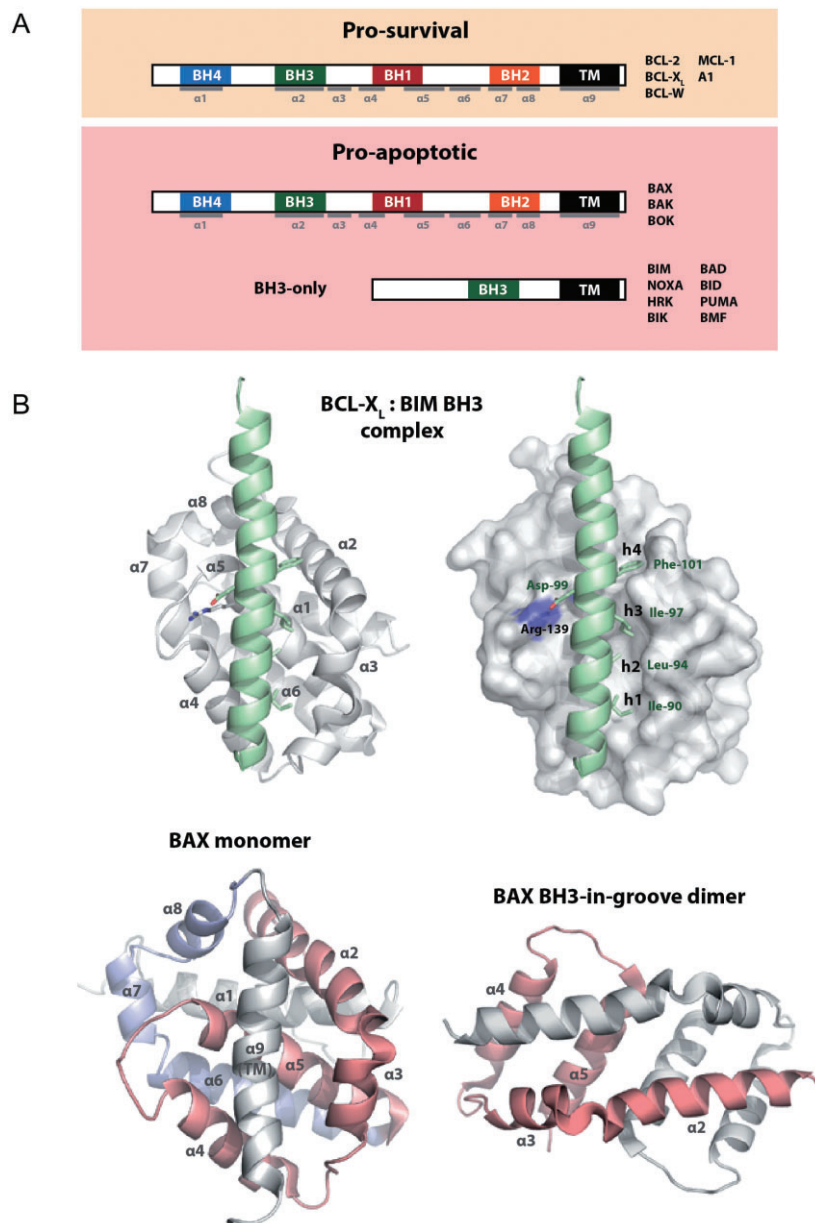 A
Pro-survival
BH4 BH3 BH1 BH2 TM
α1 α2 α3 α4 α5 α6 α7 α8 α9
BCL-2 MCL-1
BCL-XL A1
BCL-W
Pro-apoptotic
BH4 BH3 BH1 BH2 TM
α1 α2 α3 α4 α5 α6 α7 α8 α9
BAX
BAK
BOK
BH3-only
BH3 TM
BIM BAD
NOXA BID
HRK PUMA
BIK BMF
B
BCL-XL : BIM BH3
complex
α8
α7
α5
α2
α1
α3
α6
α4
h4
Phe-101
Asp-99
h3
Ile-97
Arg-139
h2
Leu-94
h1
Ile-90
BAX monomer
α8
α2
α7
α1
α9
(TM)
α5
α6
α3
α4
BAX BH3-in-groove dimer
α4
α5
α3
α2